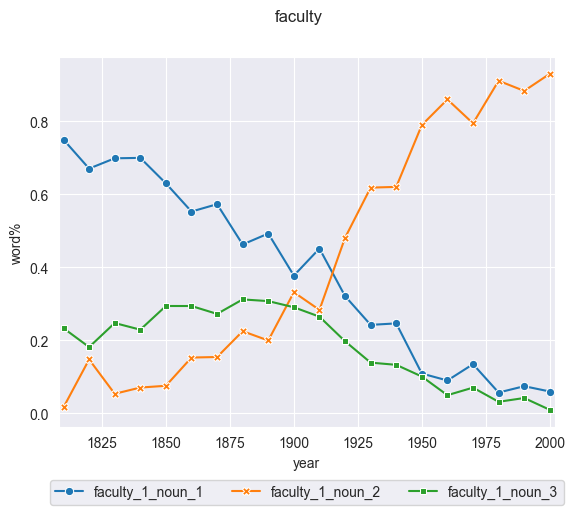 faculty
word%
0.8
0.6
0.4
0.2
0.0
1825 1850 1875 1900 1925 1950 1975 2000
year
faculty_1_noun_1 faculty_1_noun_2 faculty_1_noun_3